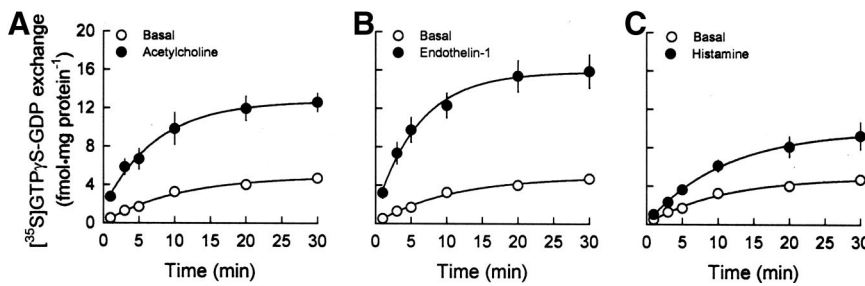 A
B
C
Basal
Acetylcholine
Basal
Endothelin-1
Basal
Histamine
[³⁵S]GTPγS-GDP exchange
(fmol·mg protein⁻¹)
20
16
12
8
4
0
0 5 10 15 20 25 30
0 5 10 15 20 25 30
0 5 10 15 20 25 30
Time (min)
Time (min)
Time (min)